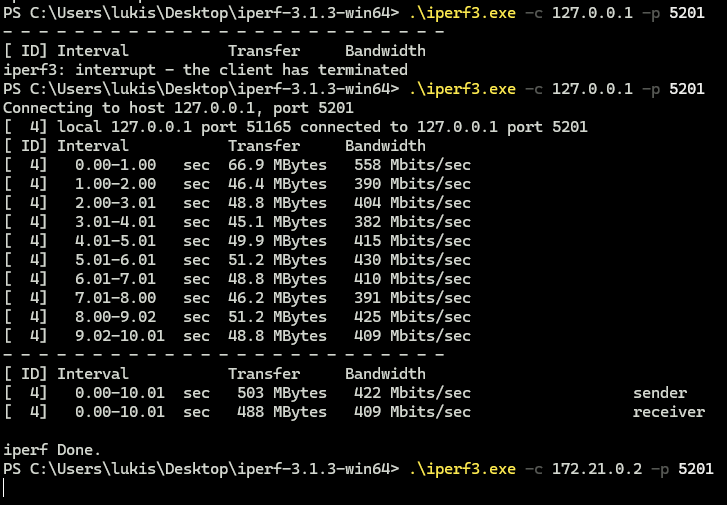 PS C:\Users\lukis\Desktop\iperf-3.1.3-win64> .\iperf3.exe -c 127.0.0.1 -p 5201
- - - - - - - - - - - - - - - - - - - - - - - - -
[ ID] Interval           Transfer     Bandwidth
iperf3: interrupt - the client has terminated
PS C:\Users\lukis\Desktop\iperf-3.1.3-win64> .\iperf3.exe -c 127.0.0.1 -p 5201
Connecting to host 127.0.0.1, port 5201
[  4] local 127.0.0.1 port 51165 connected to 127.0.0.1 port 5201
[ ID] Interval           Transfer     Bandwidth
[  4]   0.00-1.00   sec  66.9 MBytes   558 Mbits/sec
[  4]   1.00-2.00   sec  46.4 MBytes   390 Mbits/sec
[  4]   2.00-3.01   sec  48.8 MBytes   404 Mbits/sec
[  4]   3.01-4.01   sec  45.1 MBytes   382 Mbits/sec
[  4]   4.01-5.01   sec  49.9 MBytes   415 Mbits/sec
[  4]   5.01-6.01   sec  51.2 MBytes   430 Mbits/sec
[  4]   6.01-7.01   sec  48.8 MBytes   410 Mbits/sec
[  4]   7.01-8.00   sec  46.2 MBytes   391 Mbits/sec
[  4]   8.00-9.02   sec  51.2 MBytes   425 Mbits/sec
[  4]   9.02-10.01  sec  48.8 MBytes   409 Mbits/sec
- - - - - - - - - - - - - - - - - - - - - - - - -
[ ID] Interval           Transfer     Bandwidth
[  4]   0.00-10.01  sec   503 MBytes   422 Mbits/sec                  sender
[  4]   0.00-10.01  sec   488 MBytes   409 Mbits/sec                  receiver
iperf Done.
PS C:\Users\lukis\Desktop\iperf-3.1.3-win64> .\iperf3.exe -c 172.21.0.2 -p 5201